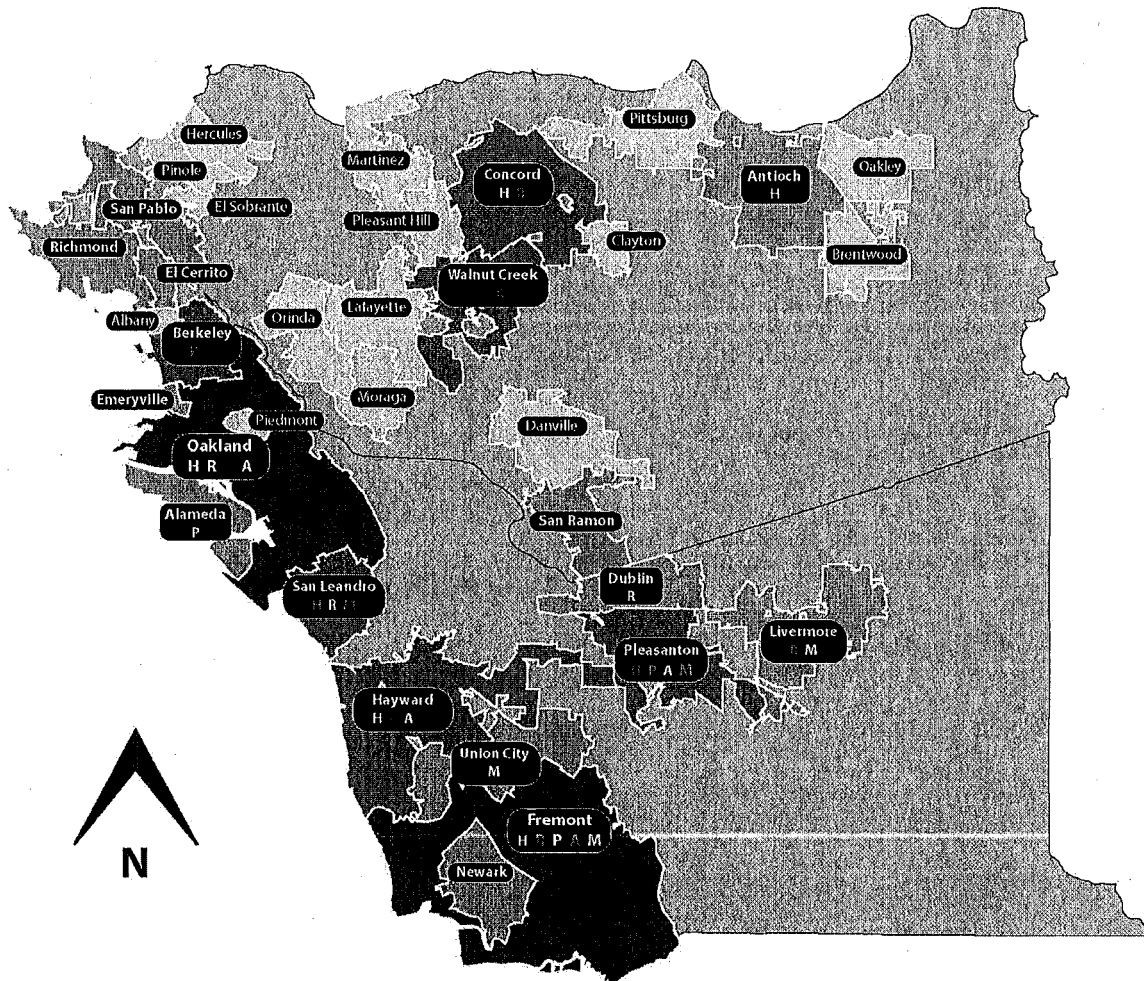 Hercules
Pinole
San Pablo
El Sobrante
Richmond
El Cerrito
Albany
Berkeley
Emeryville
Piedmont
Oakland
H R A
Alameda
P
San Leandro
H R M
Martinez
Pleasant Hill
Concord
H
Walnut Creek
Clayton
Orinda
Lafayette
Moraga
Pittsburg
Antioch
H
Oakley
Brentwood
Danville
San Ramon
Dublin
R
Pleasanton
H P A M
Livermore
M
Hayward
H A
Union City
M
Fremont
H R P A M
Newark
N